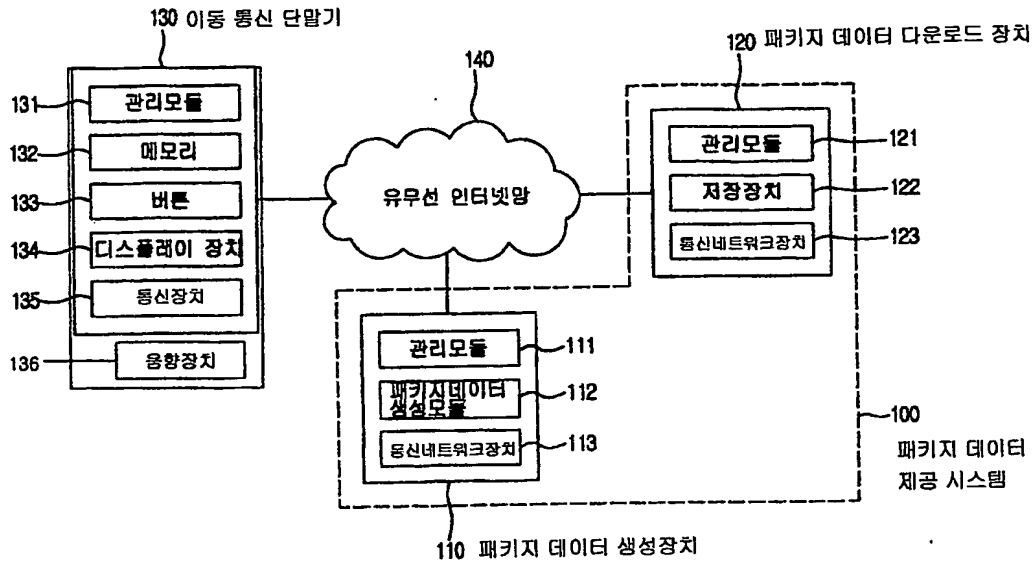 130 이동 통신 단말기
131
관리모듈
132
메모리
133
버튼
134
디스플레이 장치
135
통신장치
136
음향장치
140
유무선 인터넷망
120 패키지 데이터 다운로드 장치
관리모듈
121
저장장치
122
통신네트워크장치
123
관리모듈
111
패키지데이터
생성모듈
112
통신네트워크장치
113
110 패키지 데이터 생성장치
100
패키지 데이터
제공 시스템